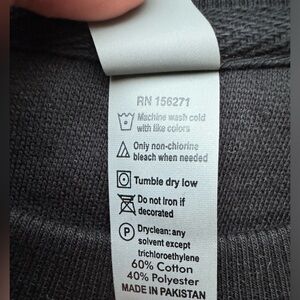 RN 156271
Machine wash cold
with like colors
Only non-chlorine
bleach when needed
Tumble dry low
Do not Iron if
decorated
P
Dryclean: any
solvent except
trichloroethylene
60% Cotton
40% Polyester
MADE IN PAKISTAN